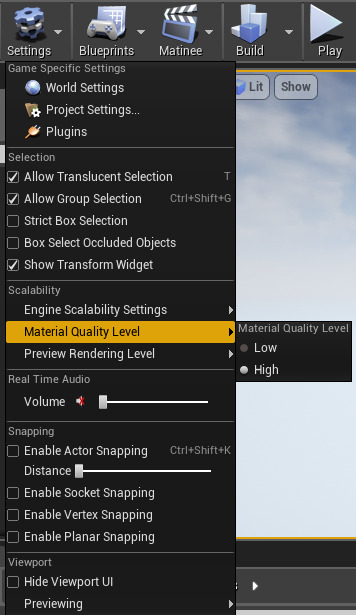 Settings Blueprints Matinee Build Play
Game Specific Settings
World Settings
Lit Show
Project Settings...
Plugins
Selection
Allow Translucent Selection T
Allow Group Selection Ctrl+Shift+G
Strict Box Selection
Box Select Occluded Objects
Show Transform Widget
Scalability
Engine Scalability Settings
Material Quality Level
Material Quality Level
Low
High
Preview Rendering Level
Real Time Audio
Volume
Snapping
Enable Actor Snapping Ctrl+Shift+K
Distance
Enable Socket Snapping
Enable Vertex Snapping
Enable Planar Snapping
Viewport
Hide Viewport UI
Previewing